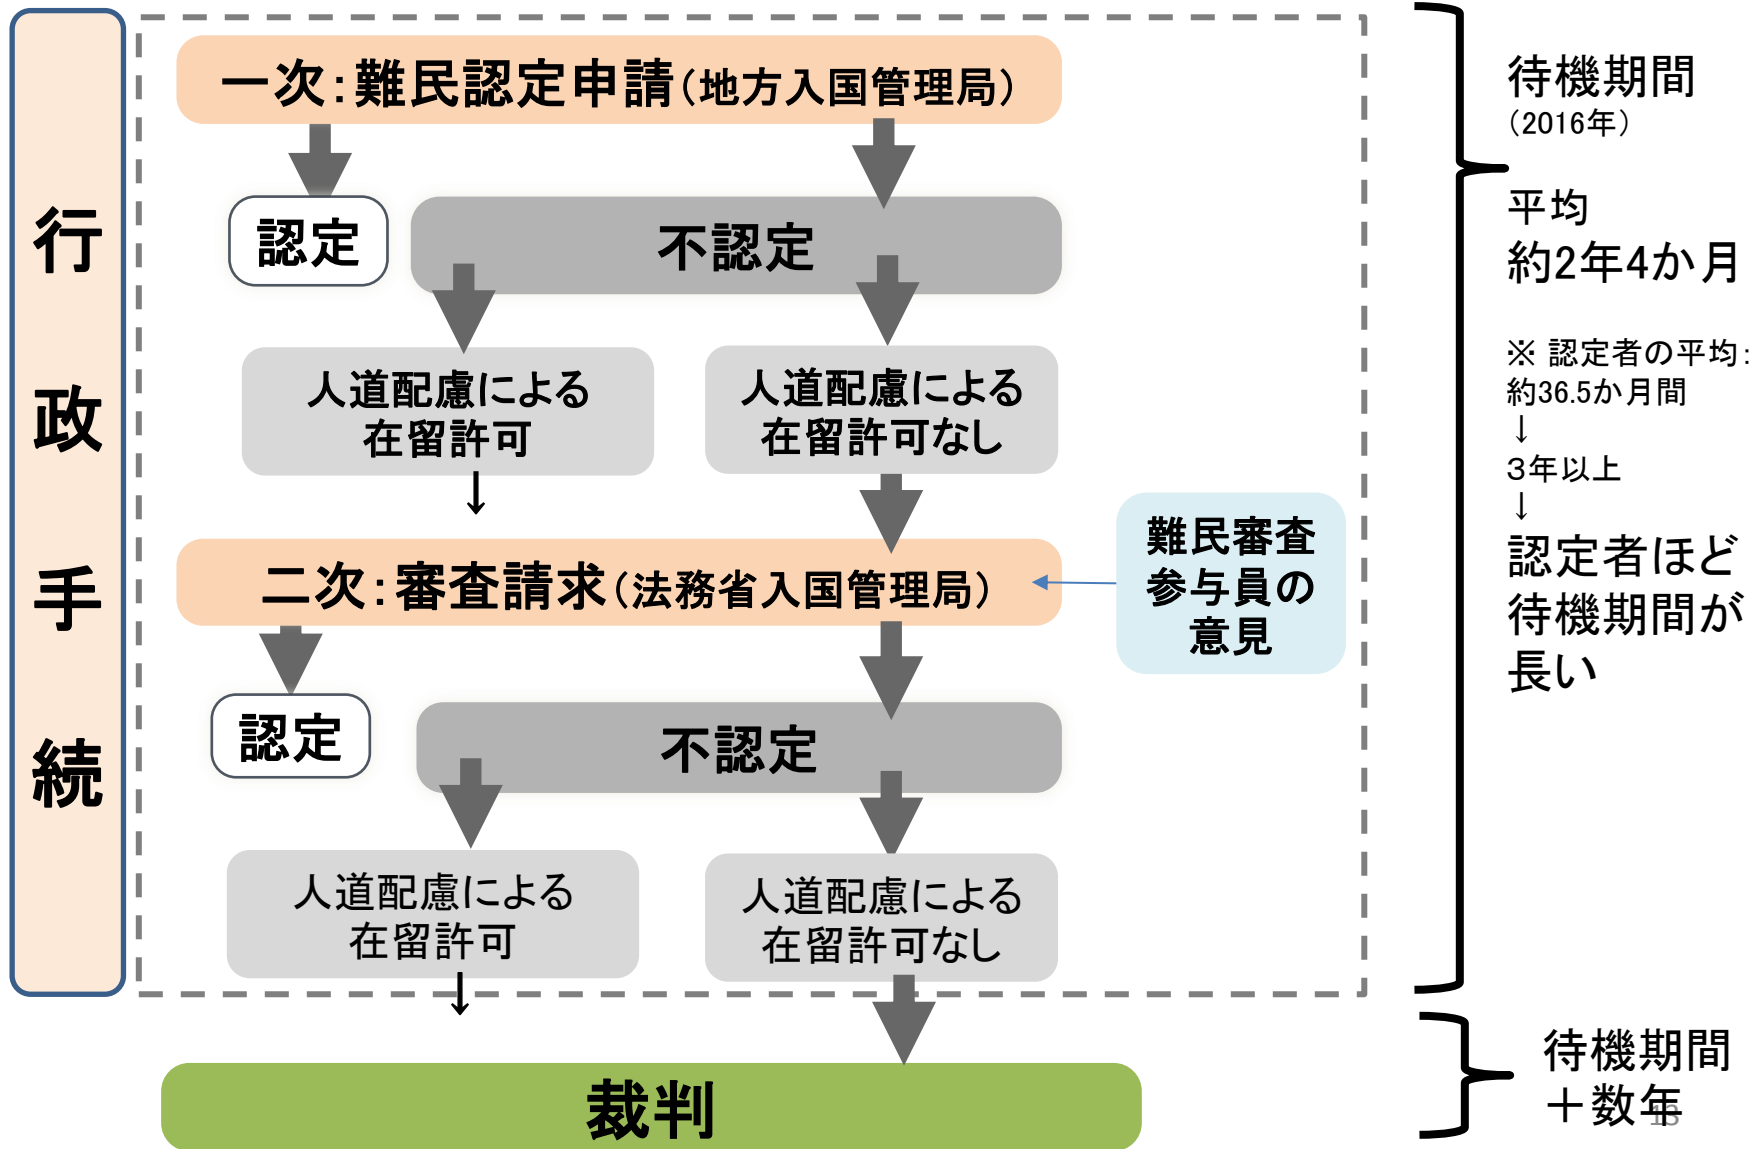 行政手続
一次：難民認定申請（地方入国管理局）
認定
不認定
人道配慮による
在留許可
人道配慮による
在留許可なし
↓
二次：審査請求（法務省入国管理局）
難民審査
参与員の
意見
認定
不認定
人道配慮による
在留許可
人道配慮による
在留許可なし
↓
裁判
待機期間
（2016年）
平均
約2年4か月
※ 認定者の平均：
約36.5か月間
↓
３年以上
↓
認定者ほど
待機期間が
長い
待機期間
＋数年
13